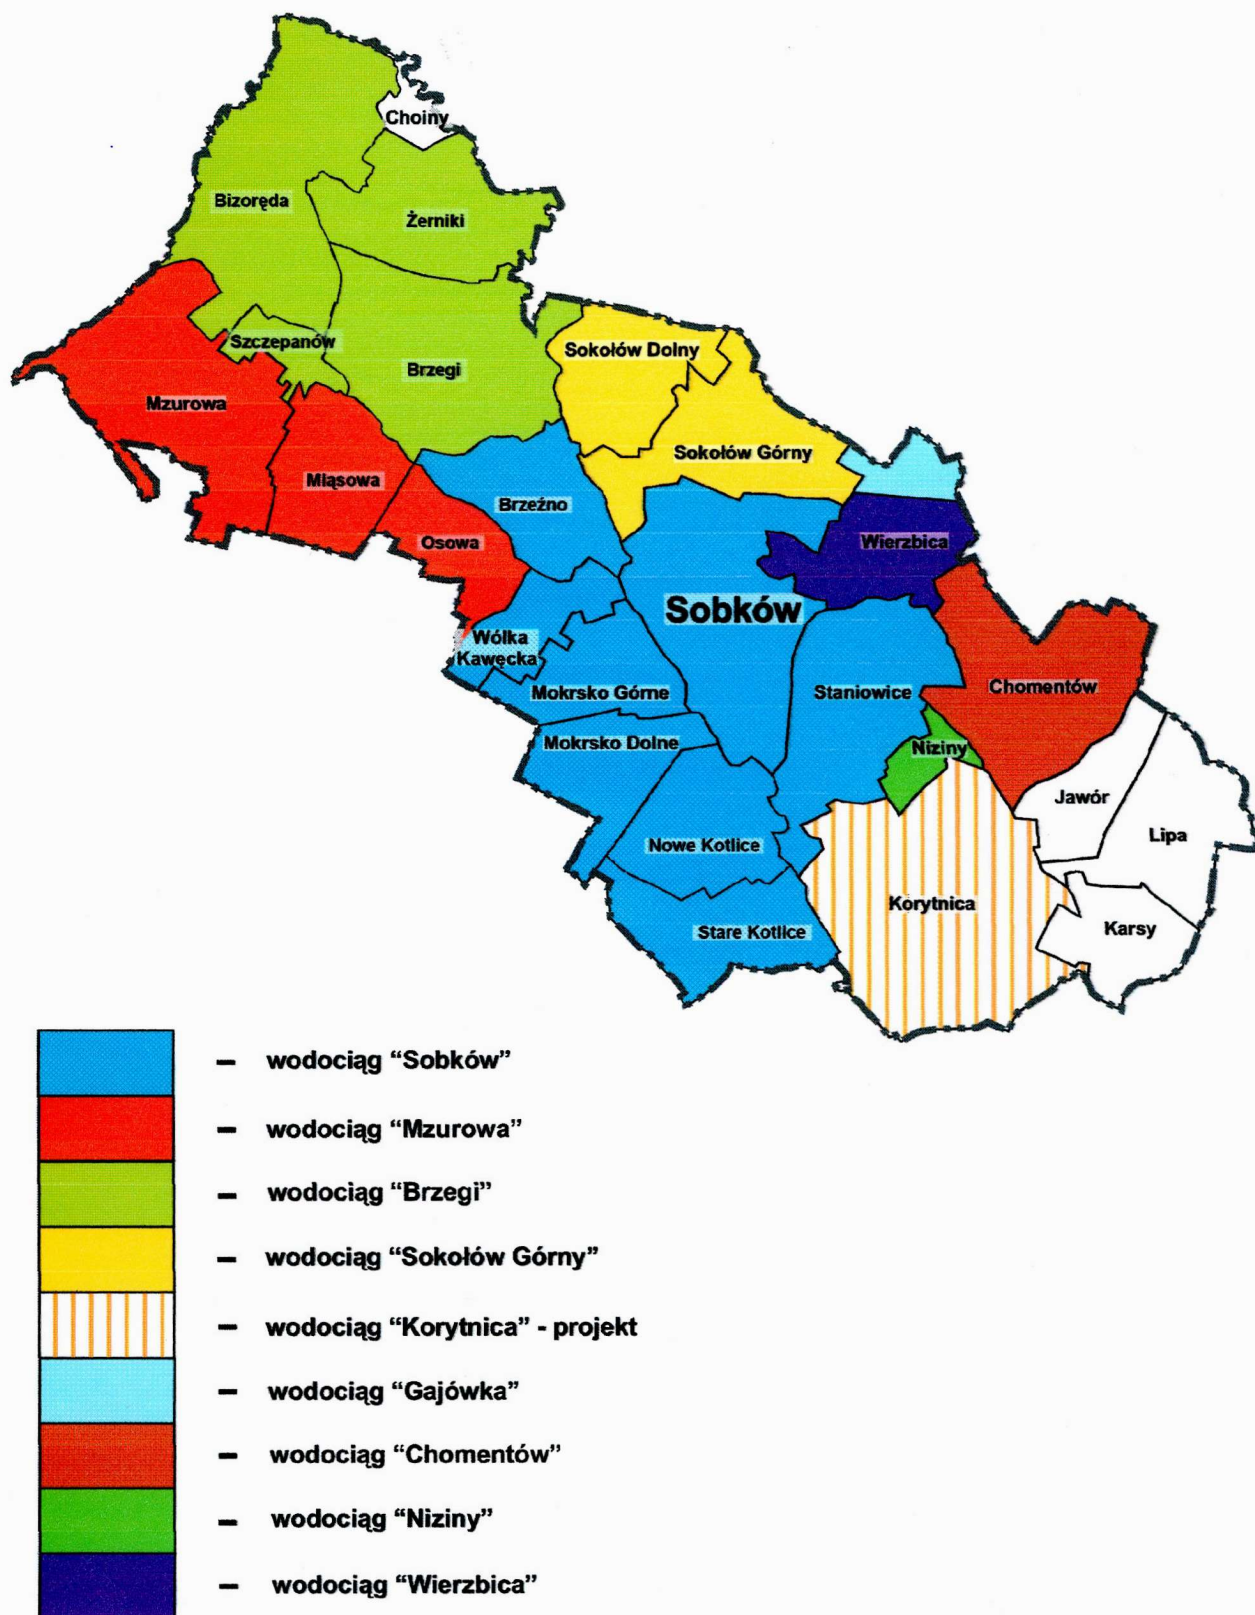 Choiny
Bizoręda
Żerniki
Szczepanów
Brzegi
Sokołów Dolny
Mzurowa
Sokołów Górny
Miąsowa
Brzeźno
Osowa
Wierzbica
Sobków
Wólka
Kawęcka
Mokrsko Górne
Staniowice
Chomentów
Mokrsko Dolne
Niziny
Jawór
Lipa
Nowe Kotlice
Korytnica
Stare Kotlice
Karsy
– wodociąg “Sobków”
– wodociąg “Mzurowa”
– wodociąg “Brzegi”
– wodociąg “Sokołów Górny”
– wodociąg “Korytnica” - projekt
– wodociąg “Gajówka”
– wodociąg “Chomentów”
– wodociąg “Niziny”
– wodociąg “Wierzbica”